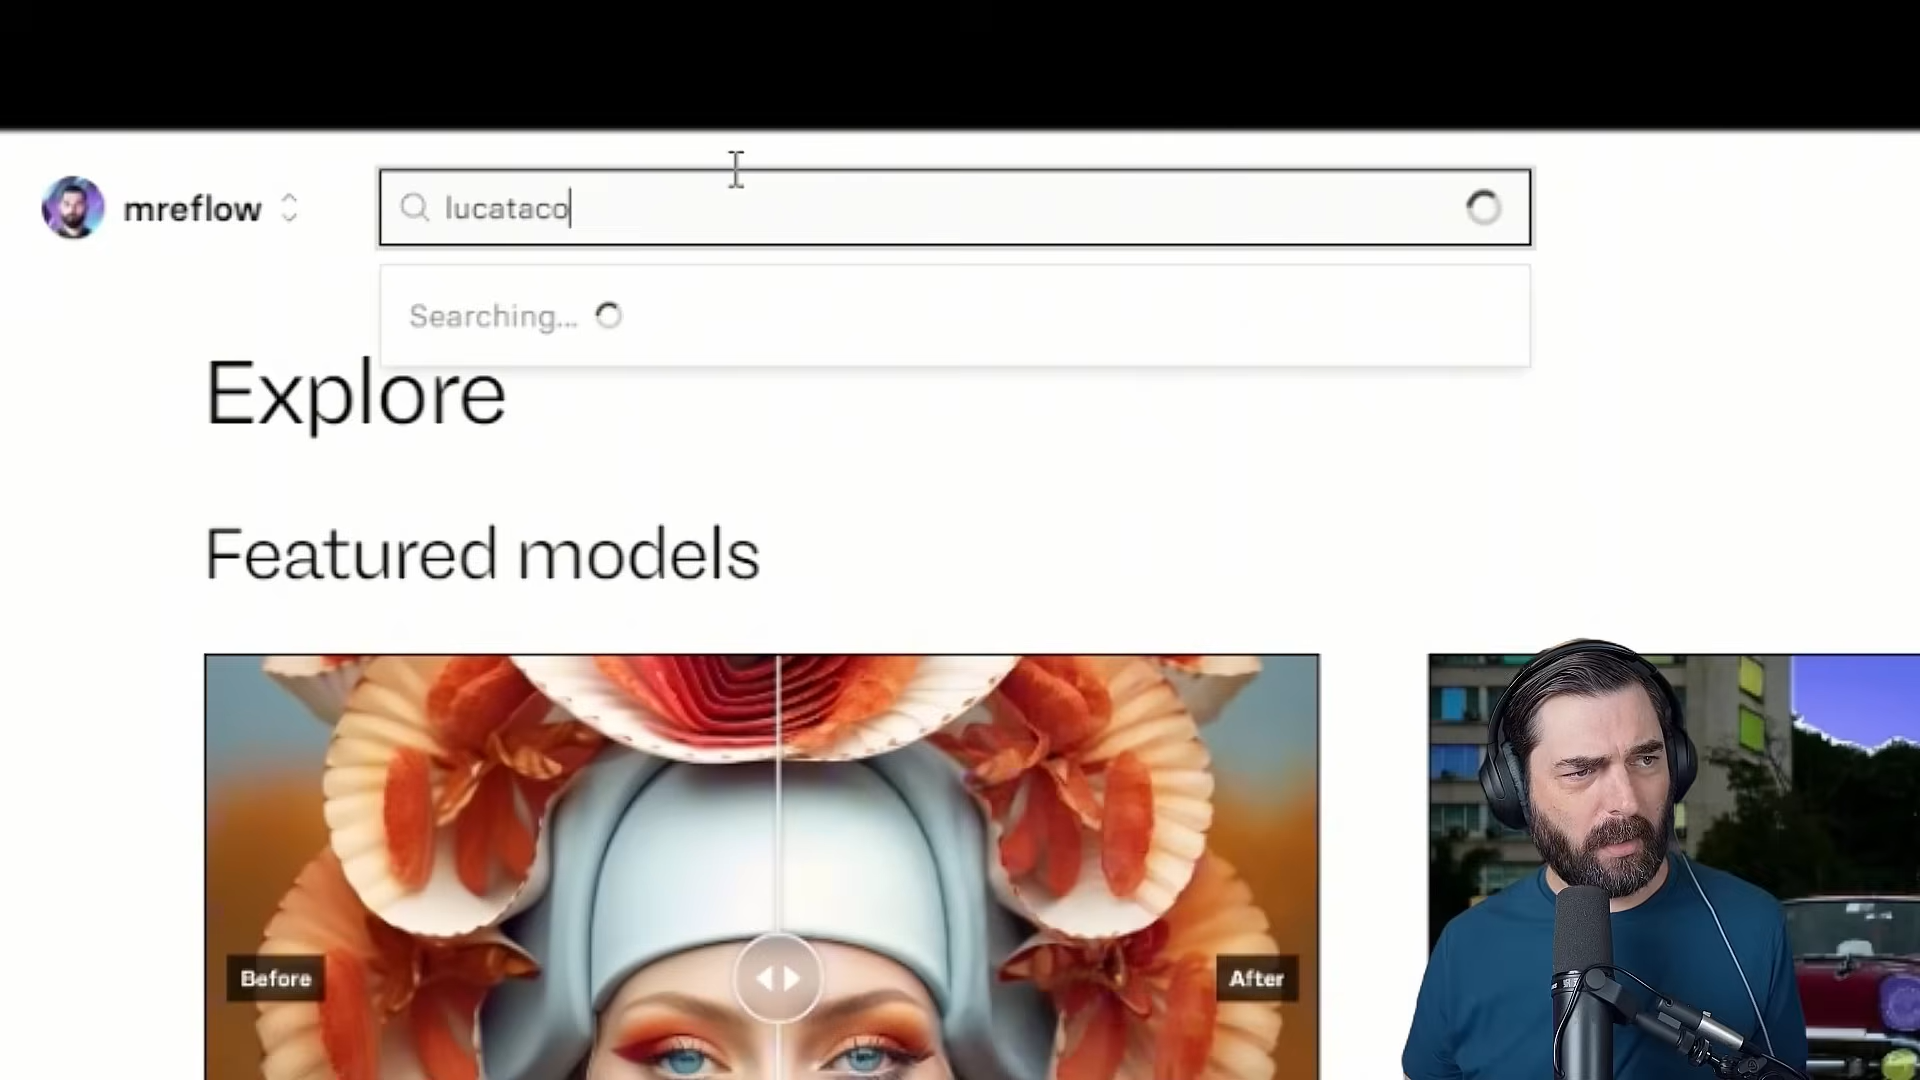 mreflow
lucataco
Searching...
Explore
Featured models
Before
After